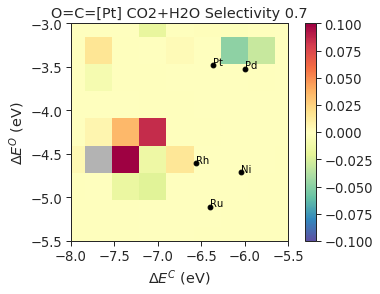 O=C=[Pt] CO2+H2O Selectivity 0.7
−3.0
−3.5
−4.0
−4.5
−5.0
−5.5
ΔE^O (eV)
Pt
Pd
Rh
Ni
Ru
−8.0 −7.5 −7.0 −6.5 −6.0 −5.5
ΔE^C (eV)
0.100
0.075
0.050
0.025
0.000
−0.025
−0.050
−0.075
−0.100